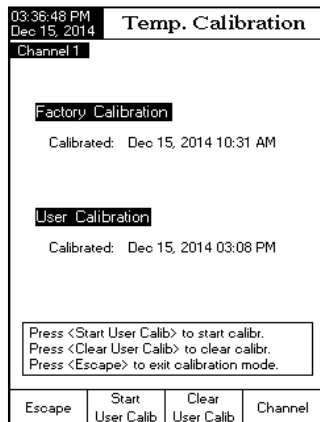 03:36:48 PM
Dec 15, 2014
Temp. Calibration
Channel 1
Factory Calibration
Calibrated: Dec 15, 2014 10:31 AM
User Calibration
Calibrated: Dec 15, 2014 03:08 PM
Press <Start User Calib> to start calibr.
Press <Clear User Calib> to clear calibr.
Press <Escape> to exit calibration mode.
Escape
Start
User Calib
Clear
User Calib
Channel